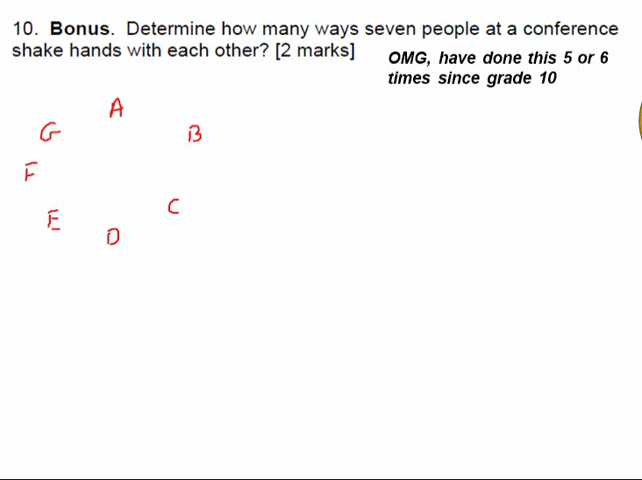 10. Bonus. Determine how many ways seven people at a conference
shake hands with each other? [2 marks]
OMG, have done this 5 or 6
times since grade 10
A
G
B
F
C
E
D